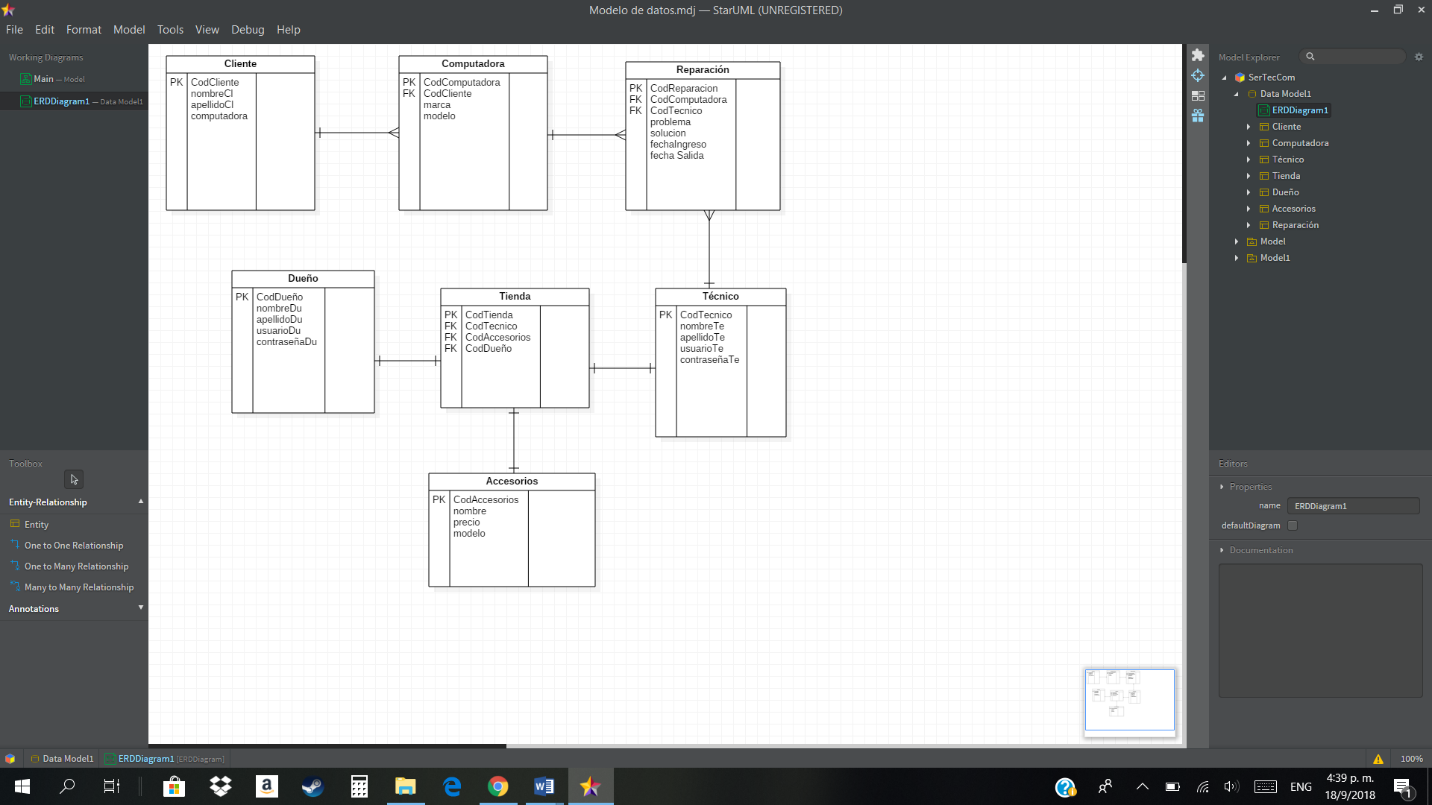 Modelo de datos.mdj — StarUML (UNREGISTERED)
File Edit Format Model Tools View Debug Help
Working Diagrams
Main — Model
ERDDiagram1 — Data Model1
Toolbox
Entity-Relationship
Entity
One to One Relationship
One to Many Relationship
Many to Many Relationship
Annotations
Cliente
PK CodCliente
nombreCl
apellidoCl
computadora
Computadora
PK CodComputadora
FK CodCliente
marca
modelo
Reparación
PK CodReparacion
FK CodComputadora
FK CodTecnico
problema
solucion
fechaIngreso
fecha Salida
Dueño
PK CodDueño
nombreDu
apellidoDu
usuarioDu
contraseñaDu
Tienda
PK CodTienda
FK CodTecnico
FK CodAccesorios
FK CodDueño
Técnico
PK CodTecnico
nombreTe
apellidoTe
usuarioTe
contraseñaTe
Accesorios
PK CodAccesorios
nombre
precio
modelo
Model Explorer
SerTecCom
Data Model1
ERDDiagram1
Cliente
Computadora
Técnico
Tienda
Dueño
Accesorios
Reparación
Model
Model1
Editors
Properties
name ERDDiagram1
defaultDiagram
Documentation
Data Model1 ERDDiagram1 [ERDDiagram] 100%
ENG 4:39 p. m.
18/9/2018
1